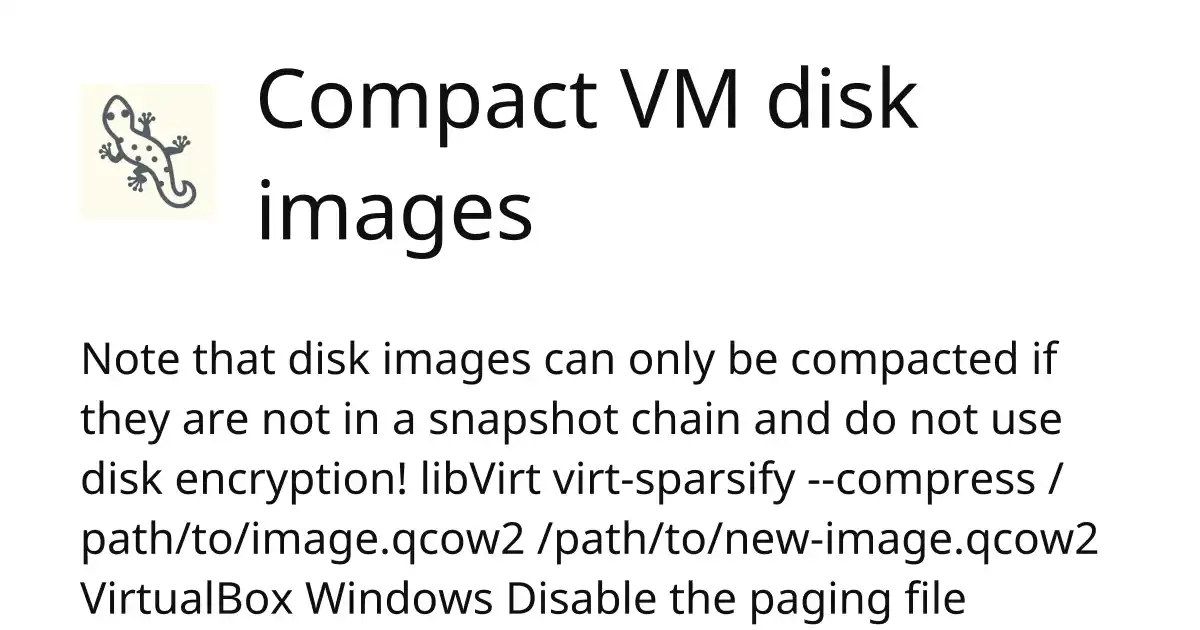 Compact VM disk
images
Note that disk images can only be compacted if
they are not in a snapshot chain and do not use
disk encryption! libVirt virt-sparsify --compress /
path/to/image.qcow2 /path/to/new-image.qcow2
VirtualBox Windows Disable the paging file